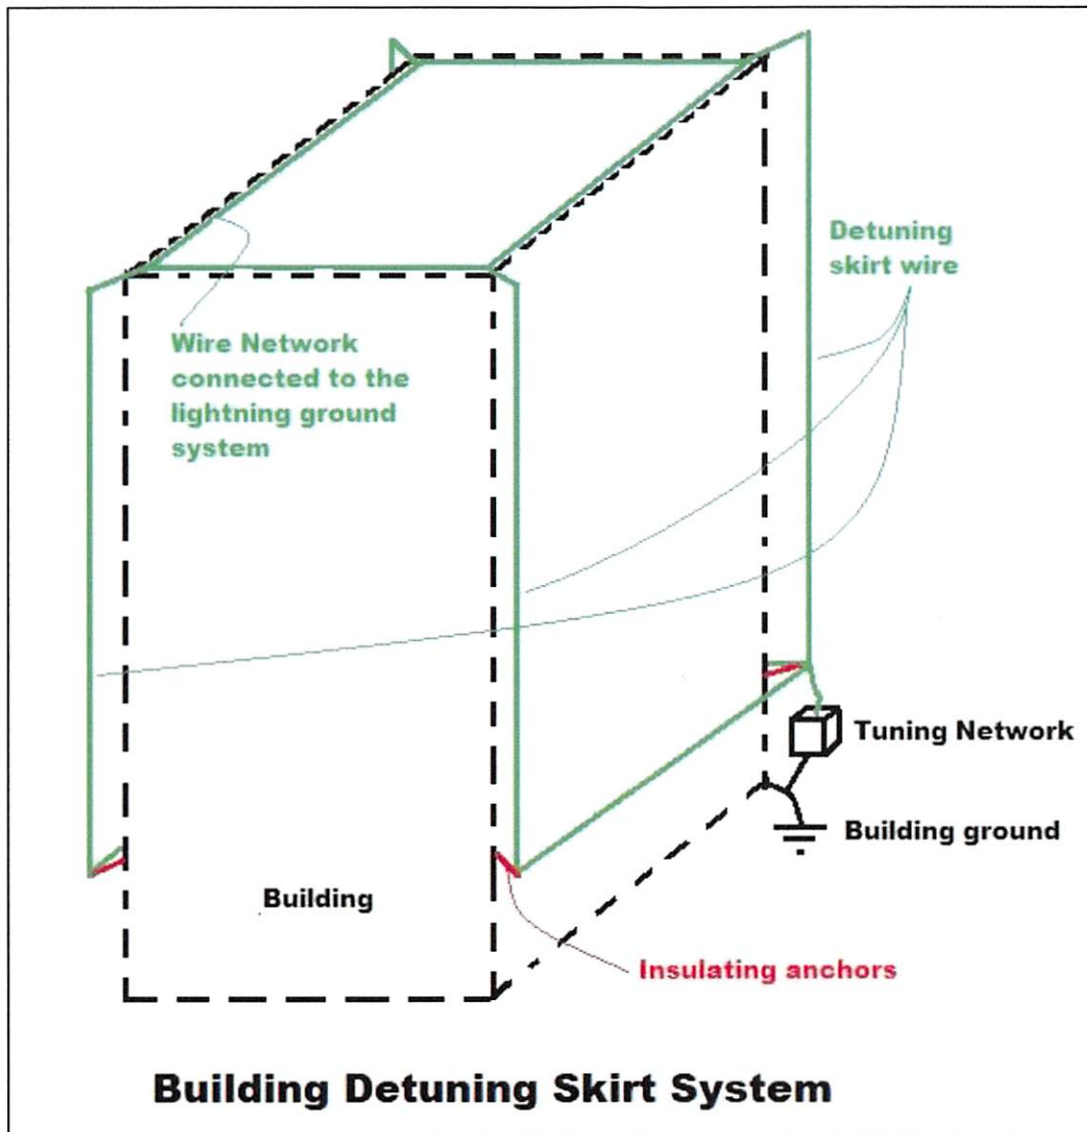 Detuning
skirt wire
Wire Network
connected to the
lightning ground
system
Tuning Network
Building ground
Building
Insulating anchors
Building Detuning Skirt System